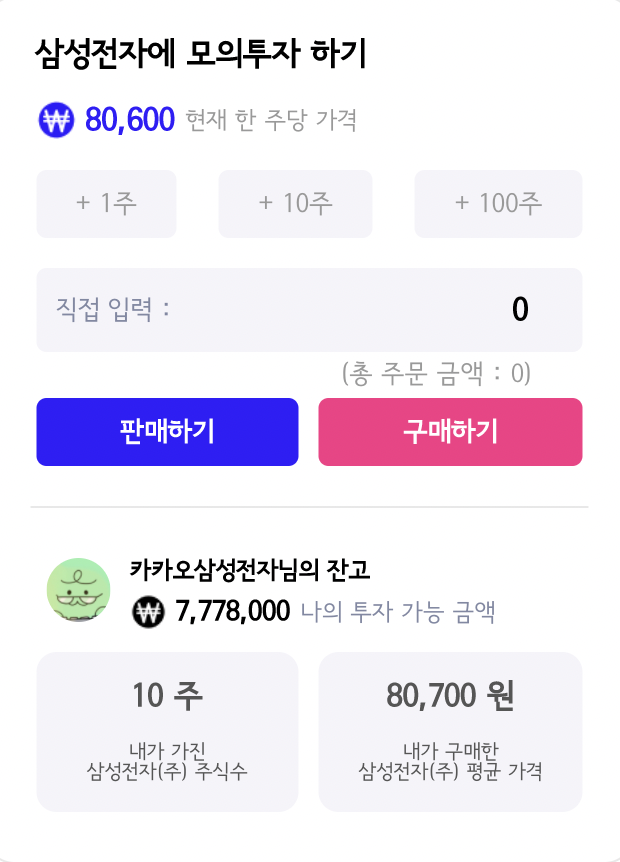 삼성전자에 모의투자 하기
₩ 80,600 현재 한 주당 가격
+ 1주 + 10주 + 100주
직접 입력 : 0
(총 주문 금액 : 0)
판매하기 구매하기
카카오삼성전자님의 잔고
₩ 7,778,000 나의 투자 가능 금액
10 주 80,700 원
내가 가진 내가 구매한
삼성전자(주) 주식수 삼성전자(주) 평균 가격